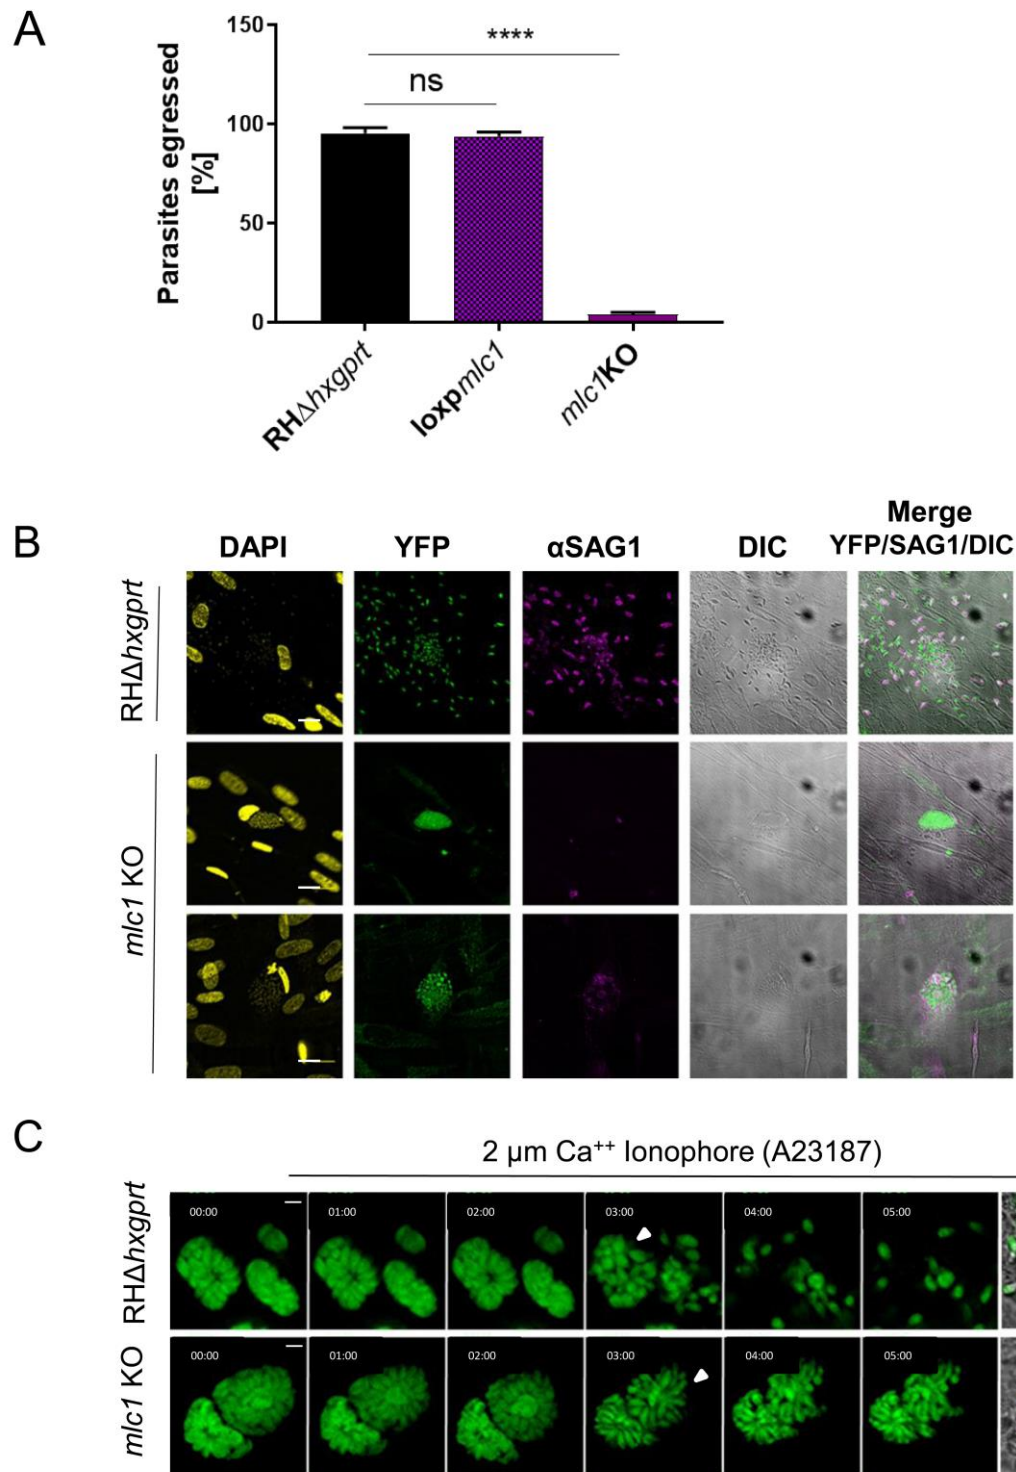 A
150
100
50
0
Parasites egressed
[%]
****
ns
RHΔhxgprt
loxpmlc1
mlc1KO
B
DAPI
YFP
αSAG1
DIC
Merge
YFP/SAG1/DIC
RHΔhxgprt
mlc1 KO
C
2 μm Ca⁺⁺ Ionophore (A23187)
RHΔhxgprt
00:00
01:00
02:00
03:00
04:00
05:00
mlc1 KO
00:00
01:00
02:00
03:00
04:00
05:00